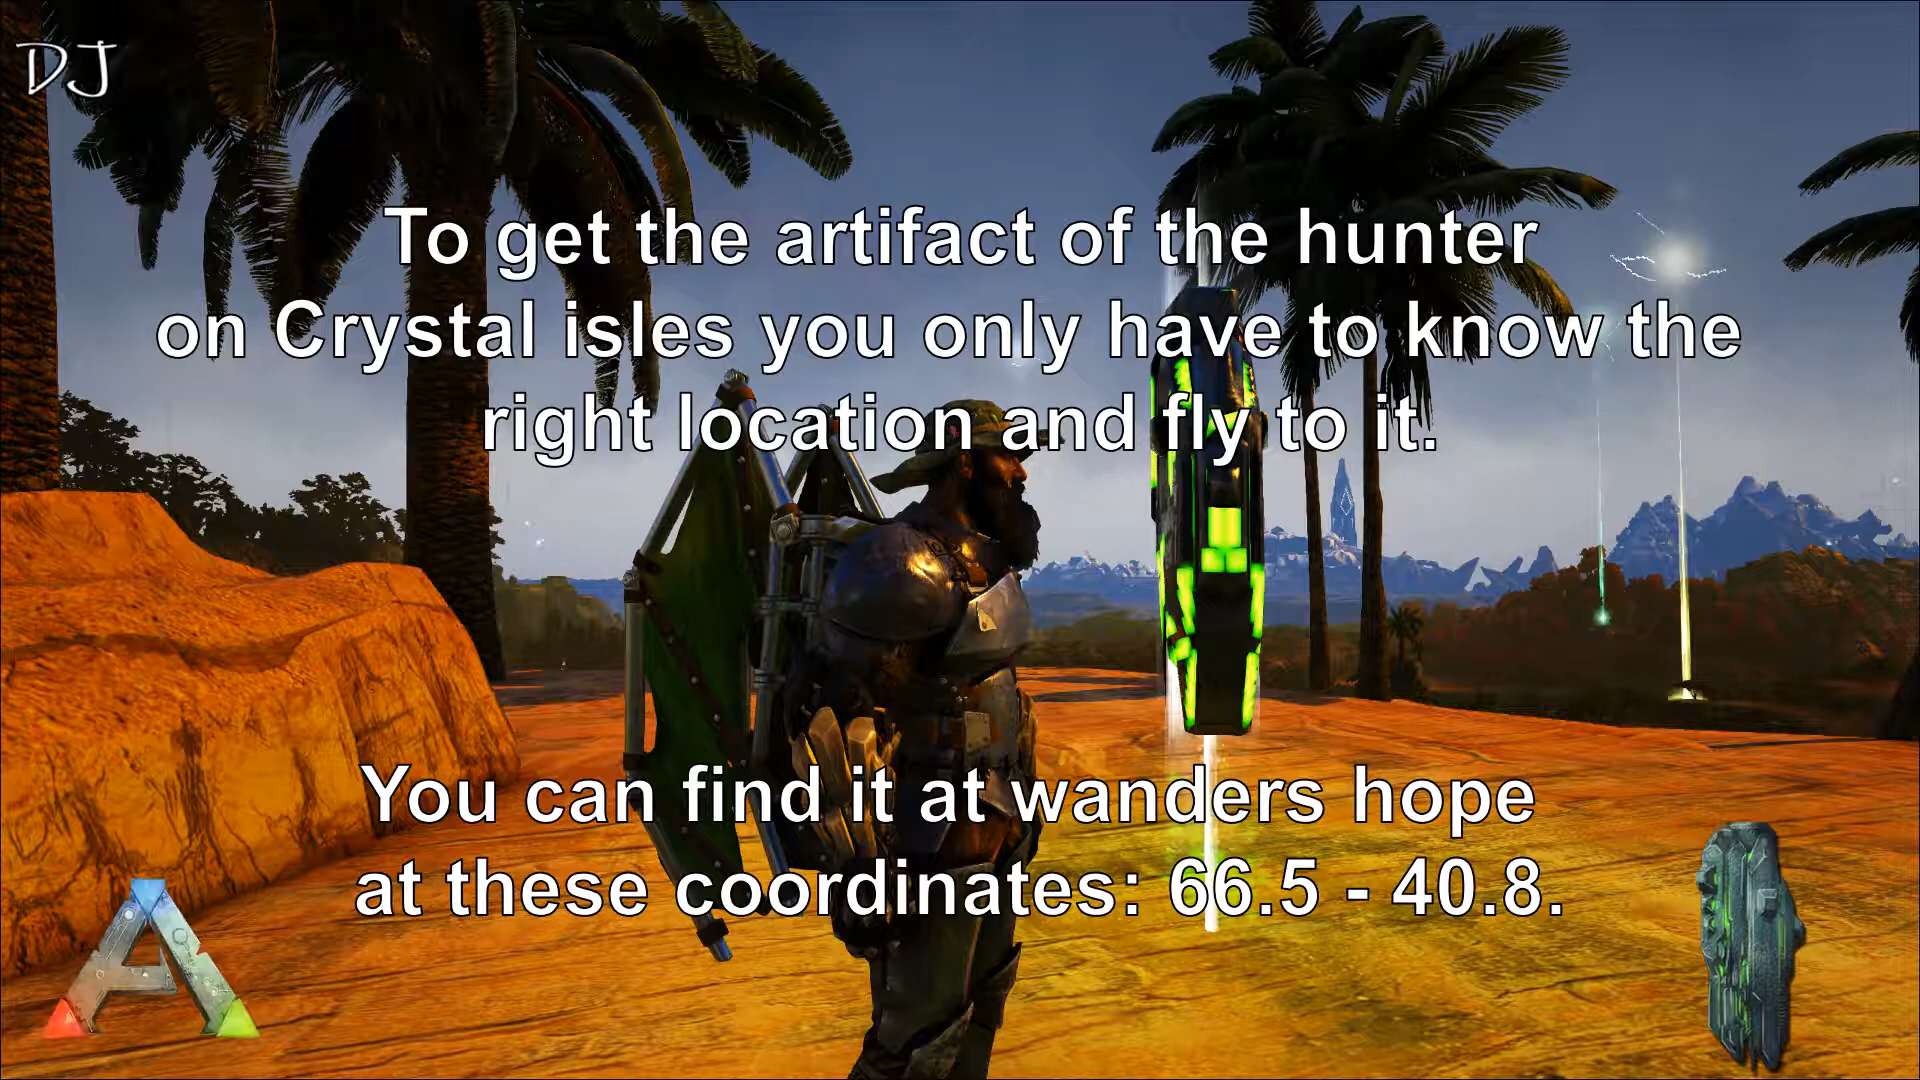 DJ
To get the artifact of the hunter
on Crystal isles you only have to know the
right location and fly to it.
You can find it at wanders hope
at these coordinates: 66.5 - 40.8.